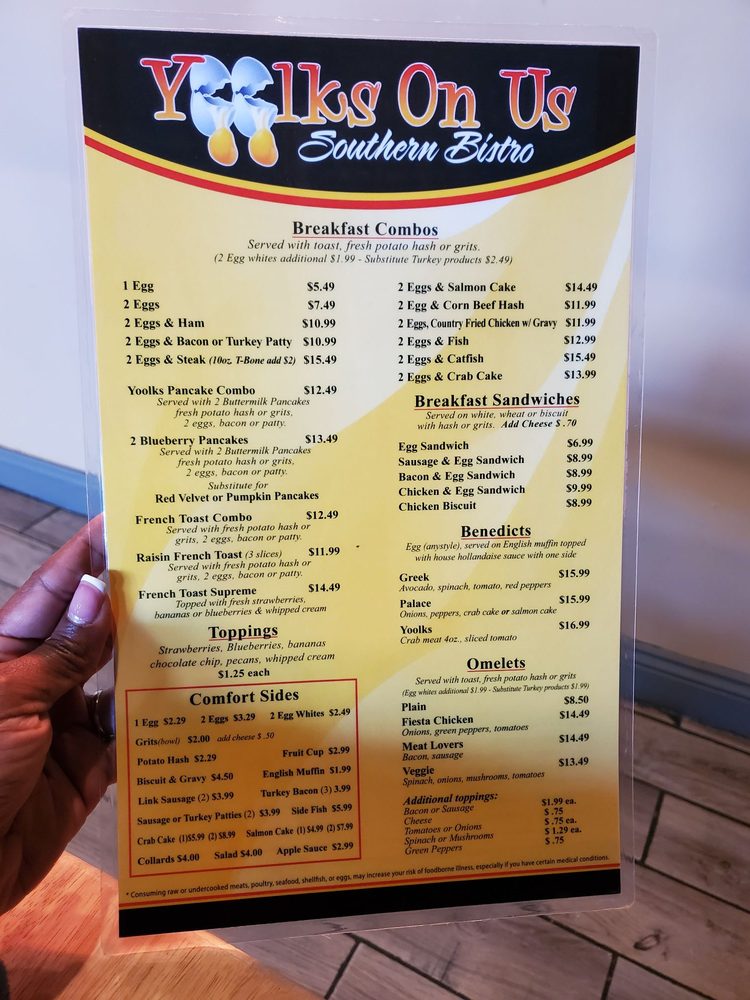 Yoolks On Us
Southern Bistro
Breakfast Combos
Served with toast, fresh potato hash or grits.
(2 Egg whites additional $1.99 - Substitute Turkey products $2.49)
1 Egg $5.49
2 Eggs $7.49
2 Eggs & Ham $10.99
2 Eggs & Bacon or Turkey Patty $10.99
2 Eggs & Steak (10oz. T-Bone add $2) $15.49
Yoolks Pancake Combo $12.49
Served with 2 Buttermilk Pancakes
fresh potato hash or grits,
2 eggs, bacon or patty.
2 Blueberry Pancakes $13.49
Served with 2 Buttermilk Pancakes
fresh potato hash or grits,
2 eggs, bacon or patty.
Substitute for
Red Velvet or Pumpkin Pancakes
French Toast Combo $12.49
Served with fresh potato hash or
grits, 2 eggs, bacon or patty.
Raisin French Toast (3 slices) $11.99
Served with fresh potato hash or
grits, 2 eggs, bacon or patty.
French Toast Supreme $14.49
Topped with fresh strawberries,
bananas or blueberries & whipped cream
Toppings
Strawberries, Blueberries, bananas
chocolate chip, pecans, whipped cream
$1.25 each
Comfort Sides
1 Egg $2.29 2 Eggs $3.29 2 Egg Whites $2.49
Grits(bowl) $2.00 add cheese $.50
Potato Hash $2.29 Fruit Cup $2.99
Biscuit & Gravy $4.50 English Muffin $1.99
Link Sausage (2) $3.99 Turkey Bacon (3) 3.99
Sausage or Turkey Patties (2) $3.99 Side Fish $5.99
Crab Cake (1)$5.99 (2) $8.99 Salmon Cake (1) $4.99 (2) $7.99
Collards $4.00 Salad $4.00 Apple Sauce $2.99
2 Eggs & Salmon Cake $14.49
2 Egg & Corn Beef Hash $11.99
2 Eggs, Country Fried Chicken w/ Gravy $11.99
2 Eggs & Fish $12.99
2 Eggs & Catfish $15.49
2 Eggs & Crab Cake $13.99
Breakfast Sandwiches
Served on white, wheat or biscuit
with hash or grits. Add Cheese $ .70
Egg Sandwich $6.99
Sausage & Egg Sandwich $8.99
Bacon & Egg Sandwich $8.99
Chicken & Egg Sandwich $9.99
Chicken Biscuit $8.99
Benedicts
Egg (anystyle), served on English muffin topped
with house hollandaise sauce with one side
Greek $15.99
Avocado, spinach, tomato, red peppers
Palace $15.99
Onions, peppers, crab cake or salmon cake
Yoolks $16.99
Crab meat 4oz., sliced tomato
Omelets
Served with toast, fresh potato hash or grits
(Egg whites additional $1.99 - Substitute Turkey products $1.99)
Plain $8.50
Fiesta Chicken $14.49
Onions, green peppers, tomatoes
Meat Lovers $14.49
Bacon, sausage
Veggie $13.49
Spinach, onions, mushrooms, tomatoes
Additional toppings:
Bacon or Sausage $1.99 ea.
Cheese $ .75
Tomatoes or Onions $ .75 ea.
Spinach or Mushrooms $ 1.29 ea.
Green Peppers $ .75
* Consuming raw or undercooked meats, poultry, seafood, shellfish, or eggs, may increase your risk of foodborne illness, especially if you have certain medical conditions.